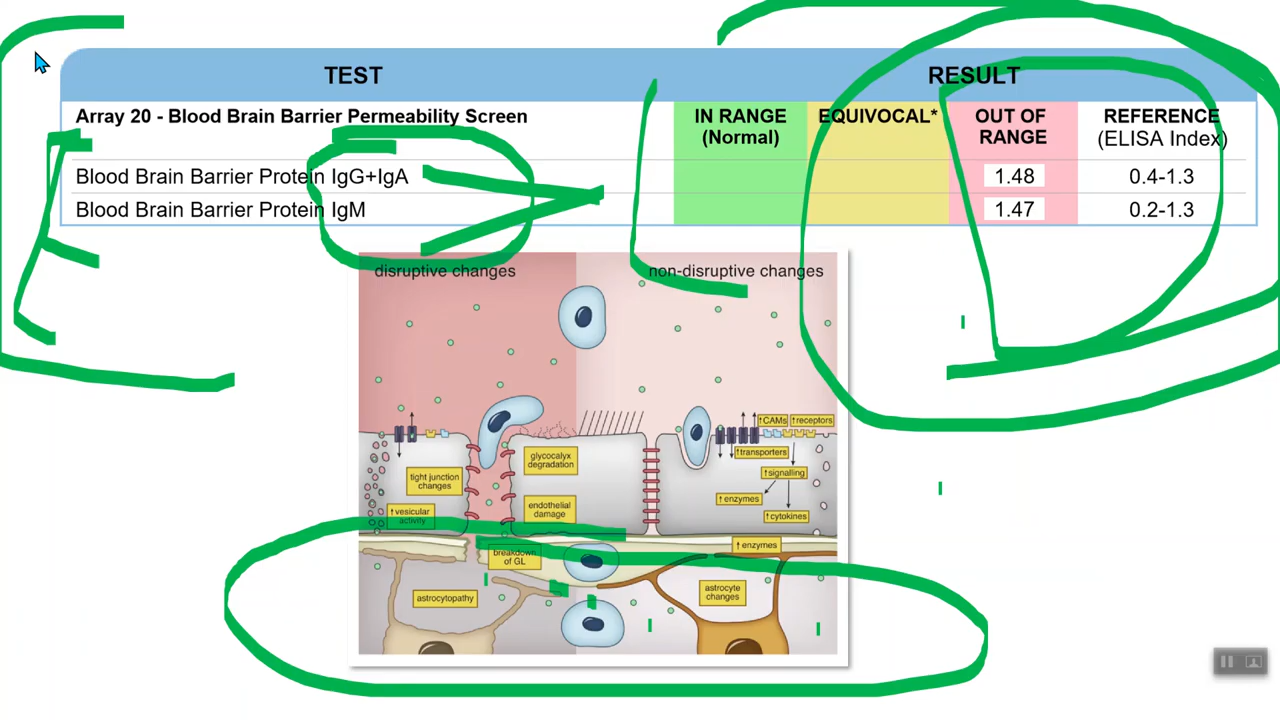 TEST RESULT
Array 20 - Blood Brain Barrier Permeability Screen IN RANGE (Normal) EQUIVOCAL* OUT OF RANGE REFERENCE (ELISA Index)
Blood Brain Barrier Protein IgG+IgA 1.48 0.4-1.3
Blood Brain Barrier Protein IgM 1.47 0.2-1.3
disruptive changes
non-disruptive changes
↑CAMs
↑receptors
↑transporters
glycocalyx
degradation
tight junction
changes
↑signalling
↑enzymes
endothelial
damage
↑vesicular
activity
↑cytokines
↑enzymes
breakdown
of GL
astrocytopathy
astrocyte
changes